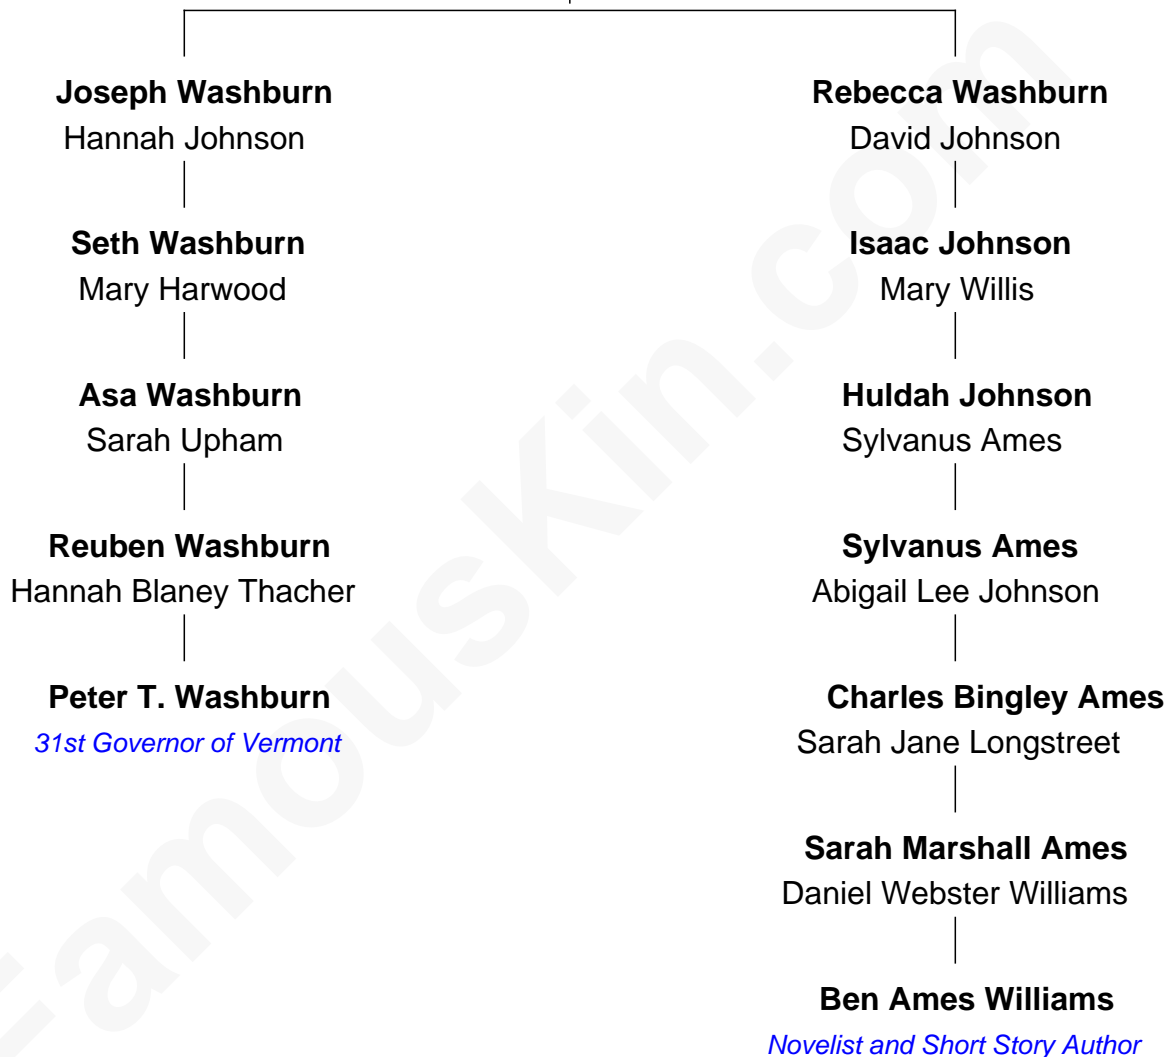 Joseph Washburn
Hannah Johnson
Seth Washburn
Mary Harwood
Asa Washburn
Sarah Upham
Reuben Washburn
Hannah Blaney Thacher
Peter T. Washburn
31st Governor of Vermont
Rebecca Washburn
David Johnson
Isaac Johnson
Mary Willis
Huldah Johnson
Sylvanus Ames
Sylvanus Ames
Abigail Lee Johnson
Charles Bingley Ames
Sarah Jane Longstreet
Sarah Marshall Ames
Daniel Webster Williams
Ben Ames Williams
Novelist and Short Story Author
FamousKin.com